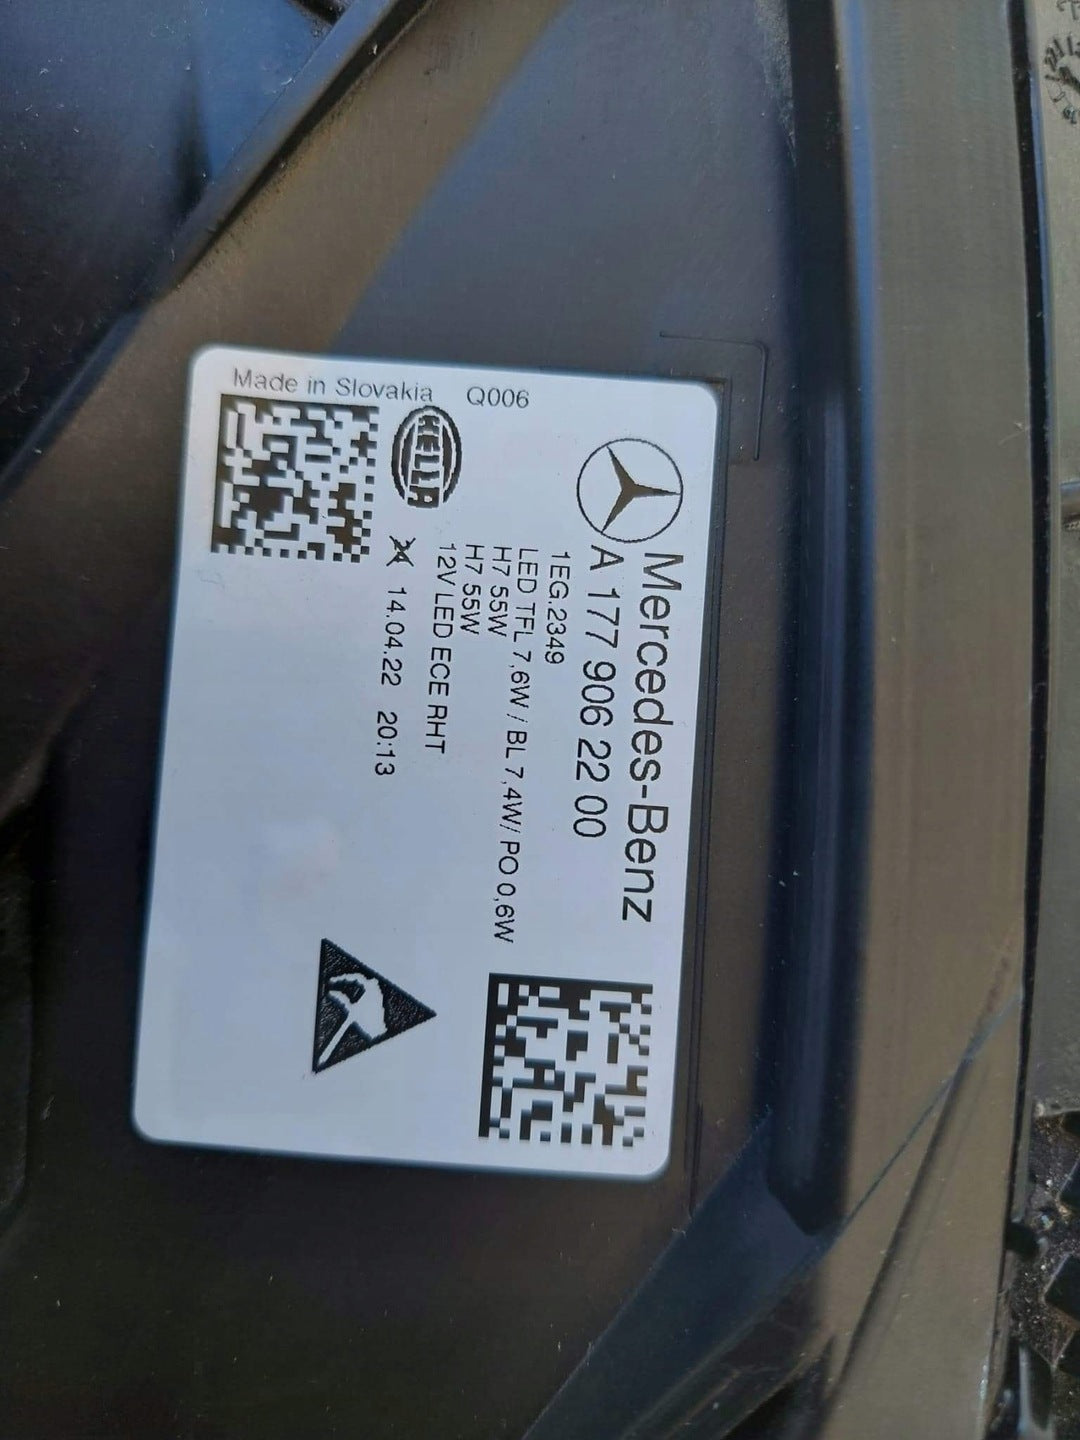 Mercedes-Benz
A 177 906 22 00
1EG.2349
LED TFL 7,6W / BL 7,4W/ PO 0,6W
H7 55W
H7 55W
12V LED ECE RHT
14.04.22 20:13
HELLA
Made in Slovakia Q006